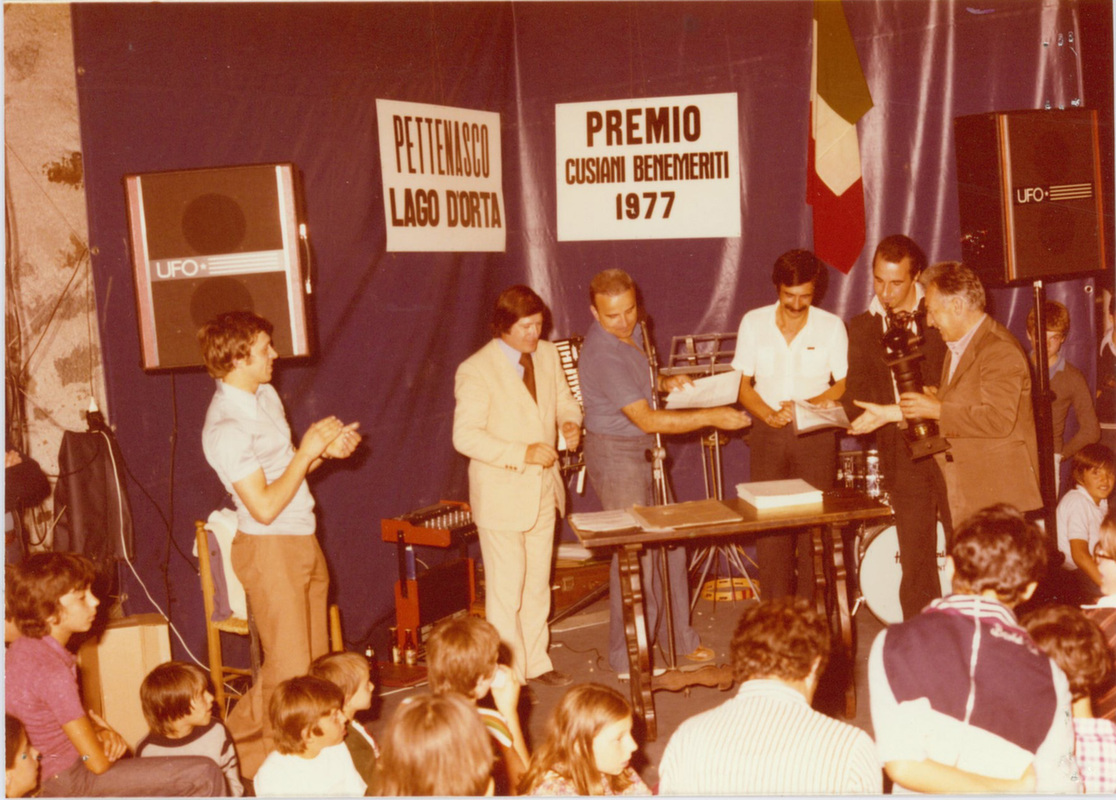 PETTENASCO
LAGO D'ORTA
PREMIO
CUSIANI BENEMERITI
1977
UFO
UFO